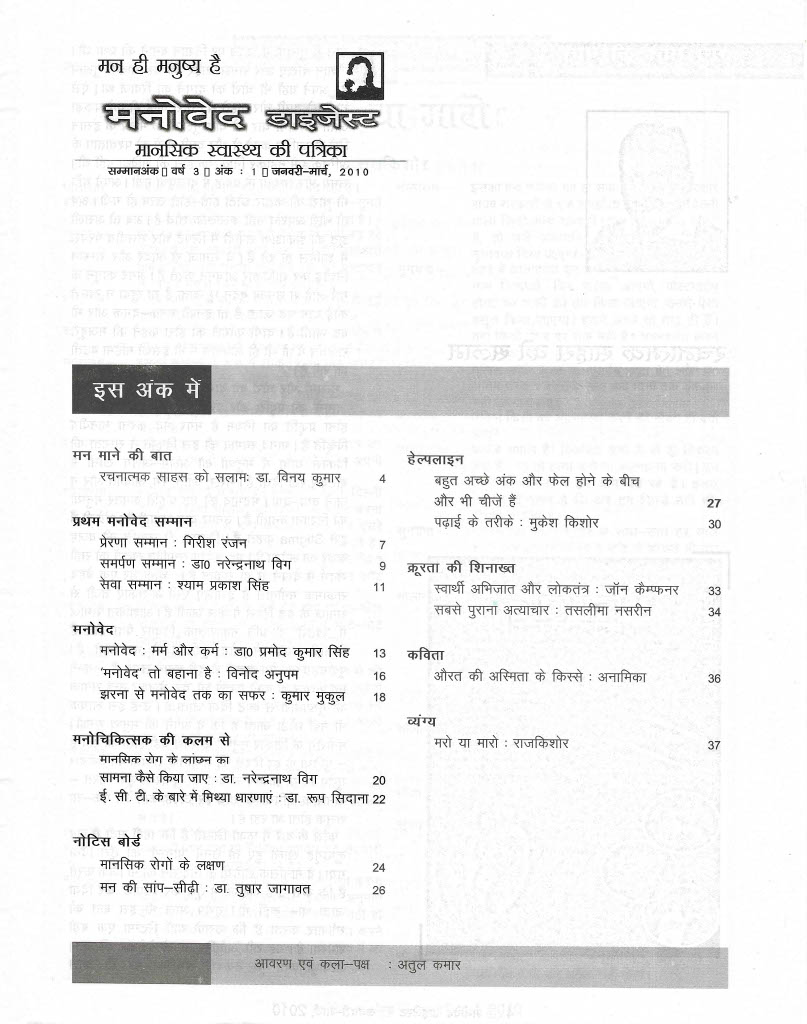 मन ही मनुष्य है
मनोवेद डाइजेस्ट
मानसिक स्वास्थ्य की पत्रिका
सम्मानअंक▯ वर्ष 3▯ अंक : 1▯ जनवरी-मार्च, 2010
इस अंक में
मन माने की बात
रचनात्मक साहस को सलामः डा. विनय कुमार 4
प्रथम मनोवेद सम्मान
प्रेरणा सम्मान : गिरीश रंजन 7
समर्पण सम्मान : डा0 नरेन्द्रनाथ विग 9
सेवा सम्मान : श्याम प्रकाश सिंह 11
मनोवेद
मनोवेद : मर्म और कर्म : डा0 प्रमोद कुमार सिंह 13
'मनोवेद' तो बहाना है : विनोद अनुपम 16
झरना से मनोवेद तक का सफर : कुमार मुकुल 18
मनोचिकित्सक की कलम से
मानसिक रोग के लांछन का
सामना कैसे किया जाए : डा. नरेन्द्रनाथ विग 20
ई. सी. टी. के बारे में मिथ्या धारणाएं : डा. रूप सिदाना 22
नोटिस बोर्ड
मानसिक रोगों के लक्षण 24
मन की सांप-सीढ़ी : डा. तुषार जागावत 26
हेल्पलाइन
बहुत अच्छे अंक और फेल होने के बीच
और भी चीजें हैं 27
पढ़ाई के तरीके : मुकेश किशोर 30
क्रूरता की शिनाख्त
स्वार्थी अभिजात और लोकतंत्र : जॉन कैम्फनर 33
सबसे पुराना अत्याचार : तसलीमा नसरीन 34
कविता
औरत की अस्मिता के किस्से : अनामिका 36
व्यंग्य
मरो या मारो : राजकिशोर 37
आवरण एवं कला-पक्ष : अतुल कमार